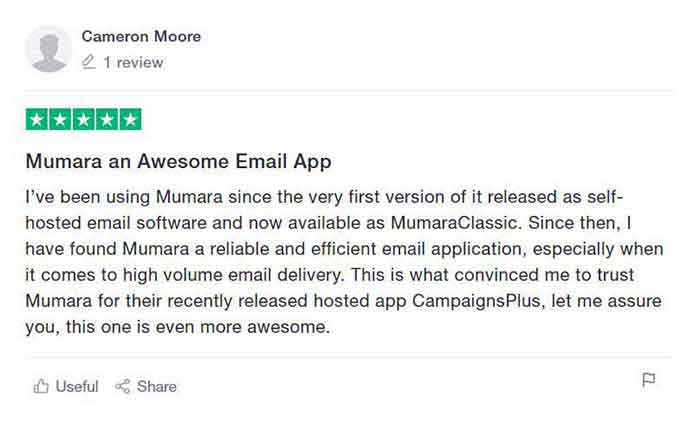 Cameron Moore
1 review
Mumara an Awesome Email App
I’ve been using Mumara since the very first version of it released as self-
hosted email software and now available as MumaraClassic. Since then, I
have found Mumara a reliable and efficient email application, especially when
it comes to high volume email delivery. This is what convinced me to trust
Mumara for their recently released hosted app CampaignsPlus, let me assure
you, this one is even more awesome.
Useful Share